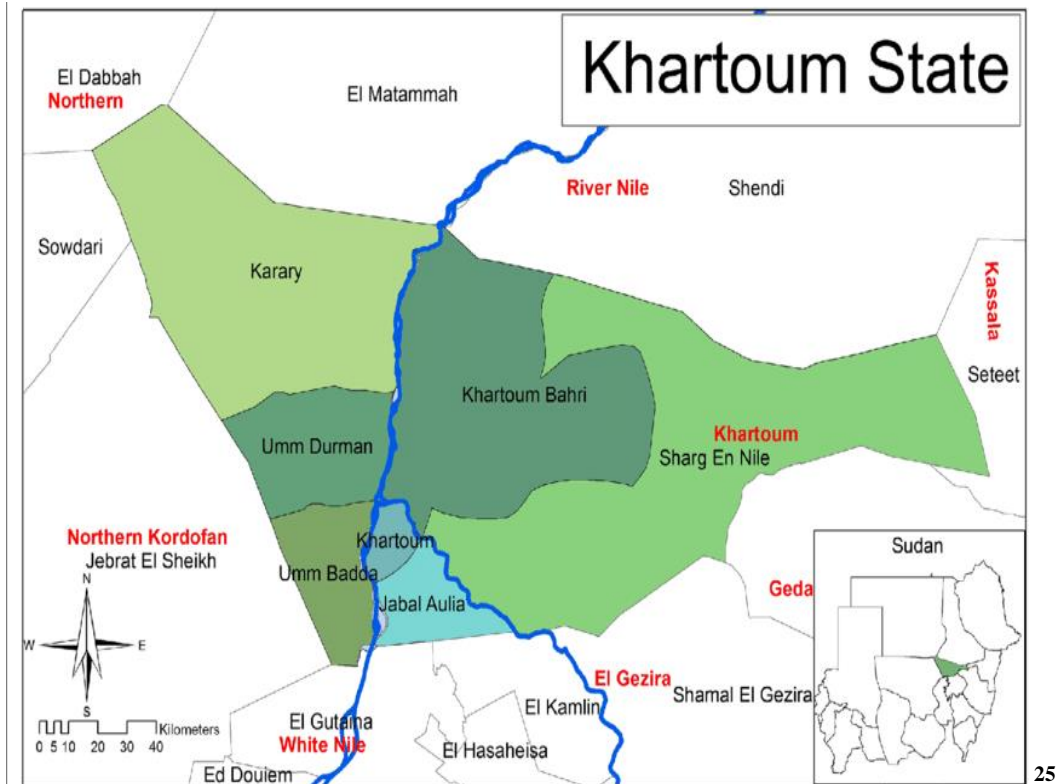 Khartoum State
El Dabbah
Northern
El Matammah
River Nile
Shendi
Sowdari
Karary
Kassala
Seteet
Khartoum Bahri
Umm Durman
Khartoum
Sharg En Nile
Northern Kordofan
Jebrat El Sheikh
Khartoum
Umm Badda
Jabal Aulia
Sudan
Geda
N
W
E
S
El Gezira
Shamal El Gezira
El Kamlin
El Gutaina
White Nile
El Hasaheisa
Ed Douiem
Kilometers
0 5 10 20 30 40
25